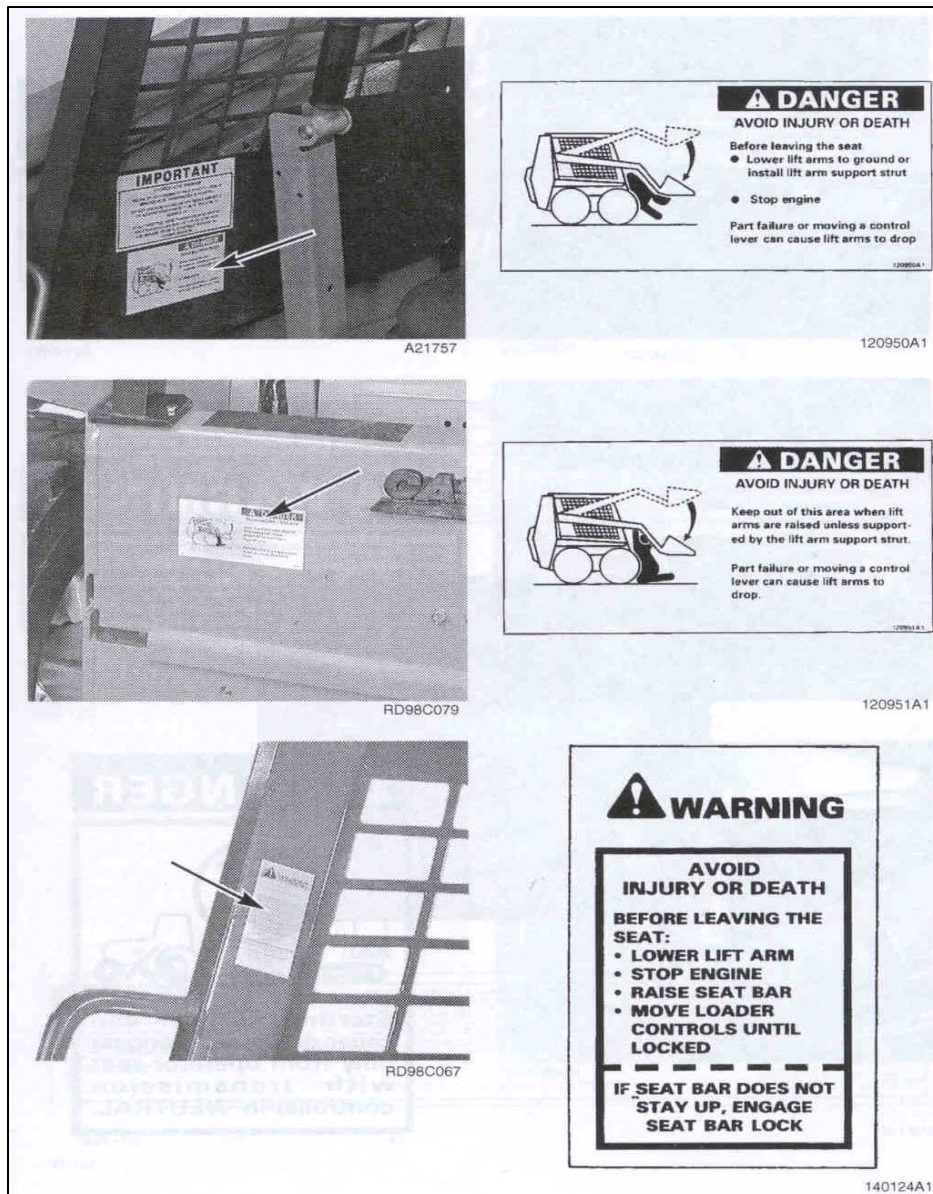 IMPORTANT
A21757
DANGER
AVOID INJURY OR DEATH
Before leaving the seat
● Lower lift arms to ground or
install lift arm support strut
● Stop engine
Part failure or moving a control
lever can cause lift arms to drop
120950A1
120950A1
DANGER
RD98C079
DANGER
AVOID INJURY OR DEATH
Keep out of this area when lift
arms are raised unless support-
ed by the lift arm support strut.
Part failure or moving a control
lever can cause lift arms to
drop.
120951A1
120951A1
WARNING
RD98C067
WARNING
AVOID
INJURY OR DEATH
BEFORE LEAVING THE
SEAT:
• LOWER LIFT ARM
• STOP ENGINE
• RAISE SEAT BAR
• MOVE LOADER
CONTROLS UNTIL
LOCKED
IF SEAT BAR DOES NOT
STAY UP, ENGAGE
SEAT BAR LOCK
140124A1